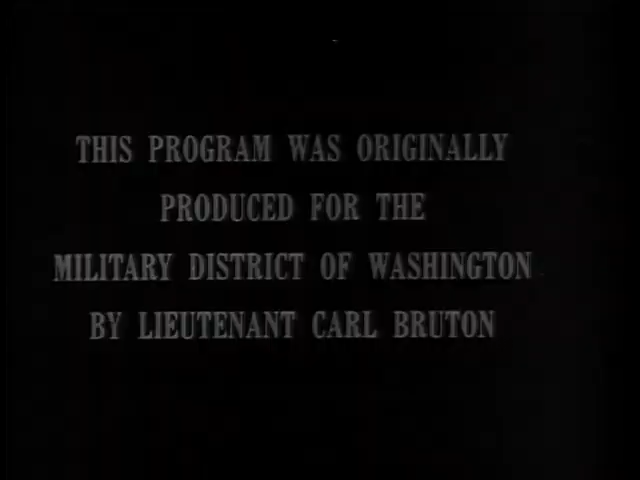 THIS PROGRAM WAS ORIGINALLY
PRODUCED FOR THE
MILITARY DISTRICT OF WASHINGTON
BY LIEUTENANT CARL BRUTON